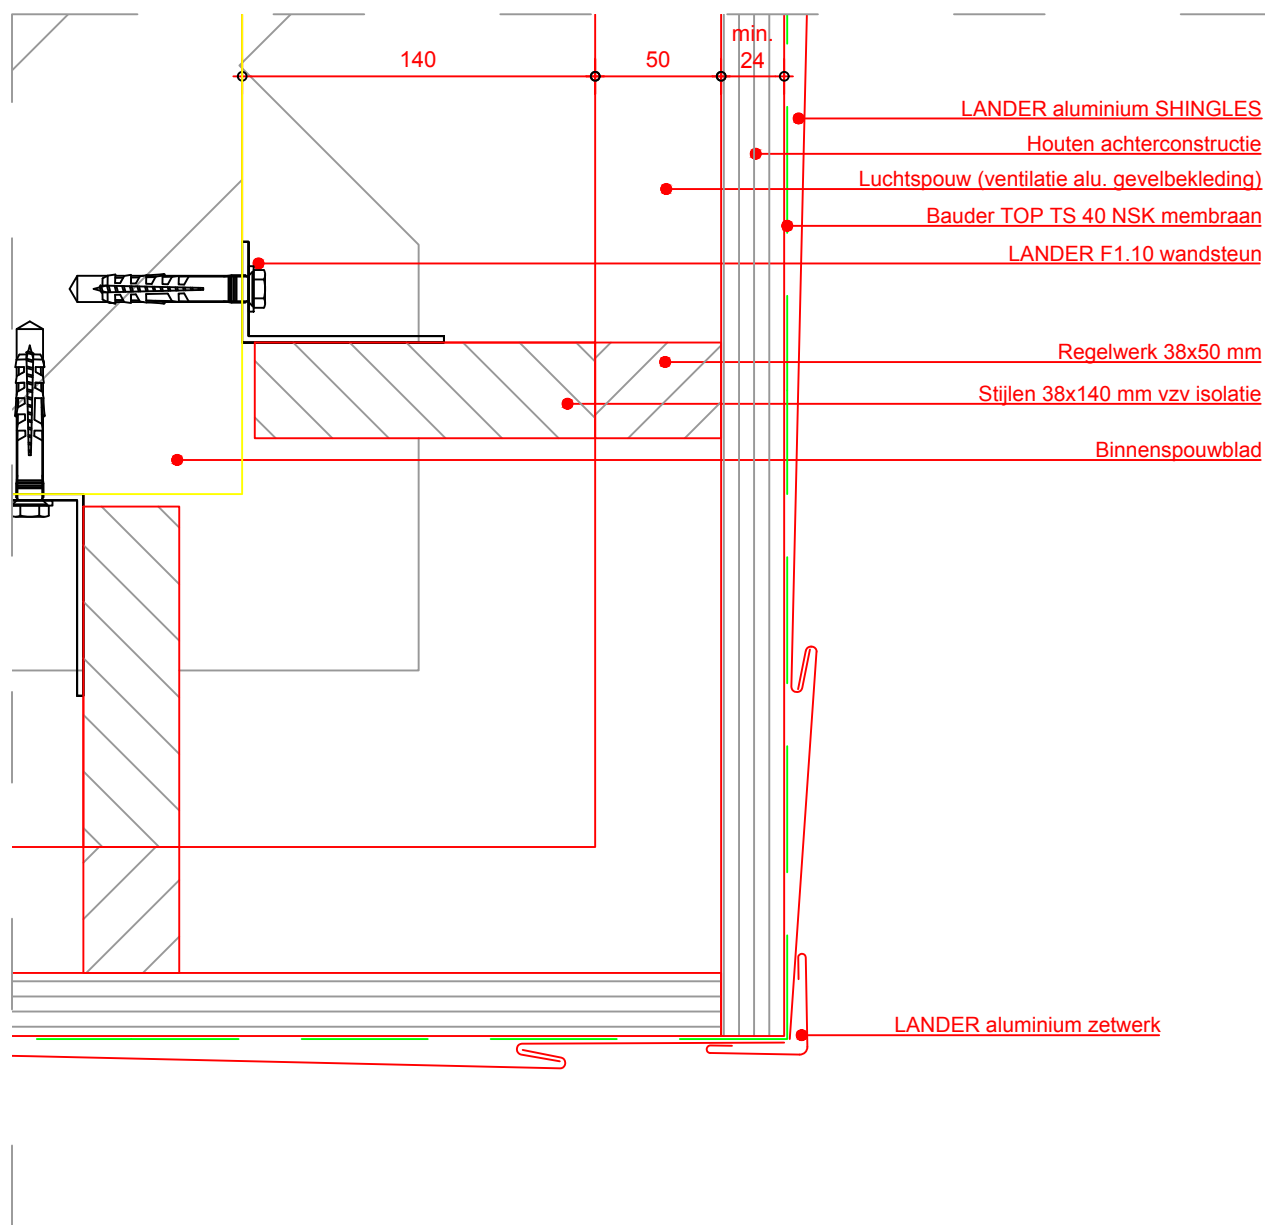 140
50
min.
24
LANDER aluminium SHINGLES
Houten achterconstructie
Luchtspouw (ventilatie alu. gevelbekleding)
Bauder TOP TS 40 NSK membraan
LANDER F1.10 wandsteun
Regelwerk 38x50 mm
Stijlen 38x140 mm vzv isolatie
Binnenspouwblad
LANDER aluminium zetwerk